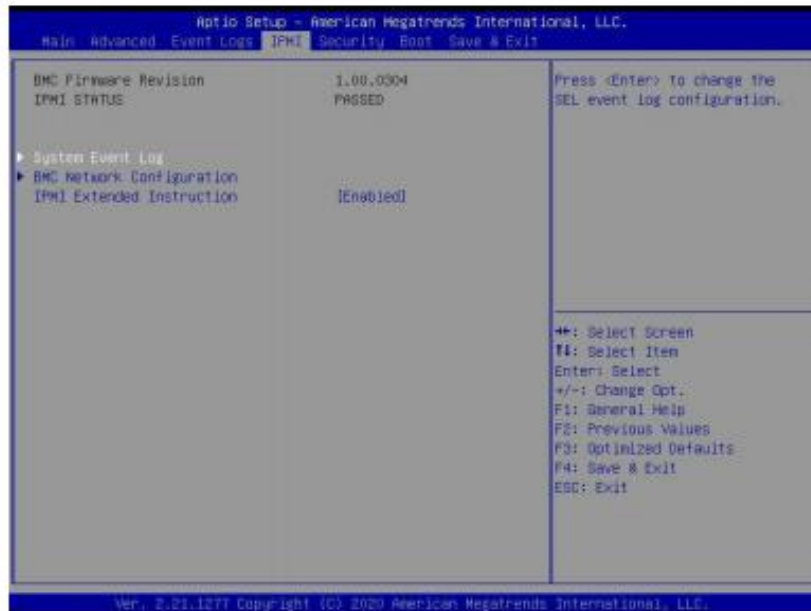 Aptio Setup - American Megatrends International, LLC.
Main Advanced Event Logs IPMI Security Boot Save & Exit
BMC Firmware Revision 1.00.0304
IPMI STATUS PASSED
System Event Log
BMC Network Configuration
IPMI Extended Instruction [Enabled]
Press <Enter> to change the
SEL event log configuration.
→←: Select Screen
↑↓: Select Item
Enter: Select
+/-: Change Opt.
F1: General Help
F2: Previous Values
F3: Optimized Defaults
F4: Save & Exit
ESC: Exit
Ver. 2.21.1277 Copyright (C) 2020 American Megatrends International, LLC.